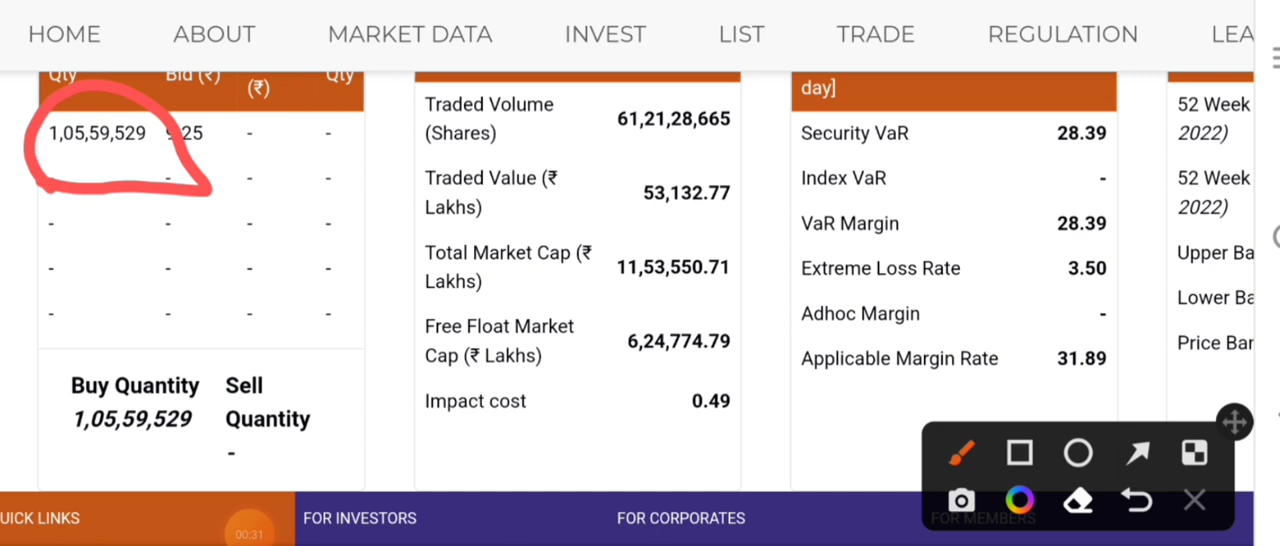 HOME ABOUT MARKET DATA INVEST LIST TRADE REGULATION LEA
Qty Bid (₹) (₹) Qty
1,05,59,529 9.25 - -
- - - -
- - - -
- - - -
- - - -
Buy Quantity
1,05,59,529
Sell
Quantity
-
Traded Volume
(Shares) 61,21,28,665
Traded Value (₹
Lakhs) 53,132.77
Total Market Cap (₹
Lakhs) 11,53,550.71
Free Float Market
Cap (₹ Lakhs) 6,24,774.79
Impact cost 0.49
day]
Security VaR 28.39
Index VaR -
VaR Margin 28.39
Extreme Loss Rate 3.50
Adhoc Margin -
Applicable Margin Rate 31.89
52 Week
2022)
52 Week
2022)
Upper Ba
Lower Ba
Price Bar
UICK LINKS
00:31
FOR INVESTORS
FOR CORPORATES
FOR MEMBERS